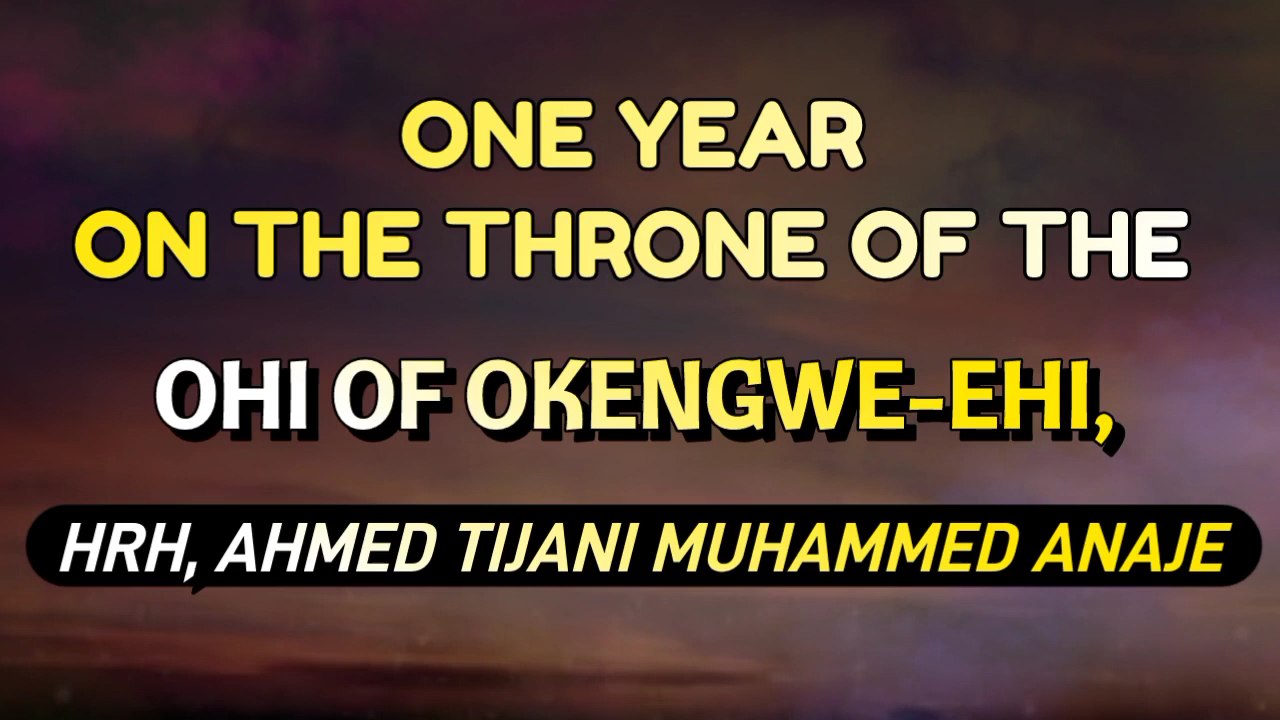 ONE YEAR
ON THE THRONE OF THE
OHI OF OKENGWE-EHI,
HRH, AHMED TIJANI MUHAMMED ANAJE